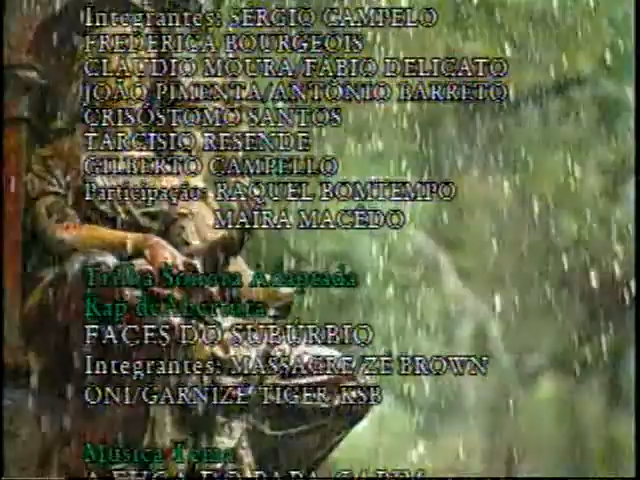 Integrantes: SÉRGIO CAMPELO
FREDERICA BOURGEOIS
CLÁUDIO MOURA/FÁBIO DELICATO
JOÃO PIMENTA/ANTÔNIO BARRETO
CRISÓSTOMO SANTOS
TARCISIO RESENDE
GILBERTO CAMPELLO
Participação: RAQUEL BOMTEMPO
MAÍRA MACÊDO
Trilha Sonora Adaptada
Rap de Abertura
FACES DO SUBÚRBIO
Integrantes: MASSACRE/ZÉ BROWN
ONI/GARNIZÉ/TIGER/KSB
Música Tema